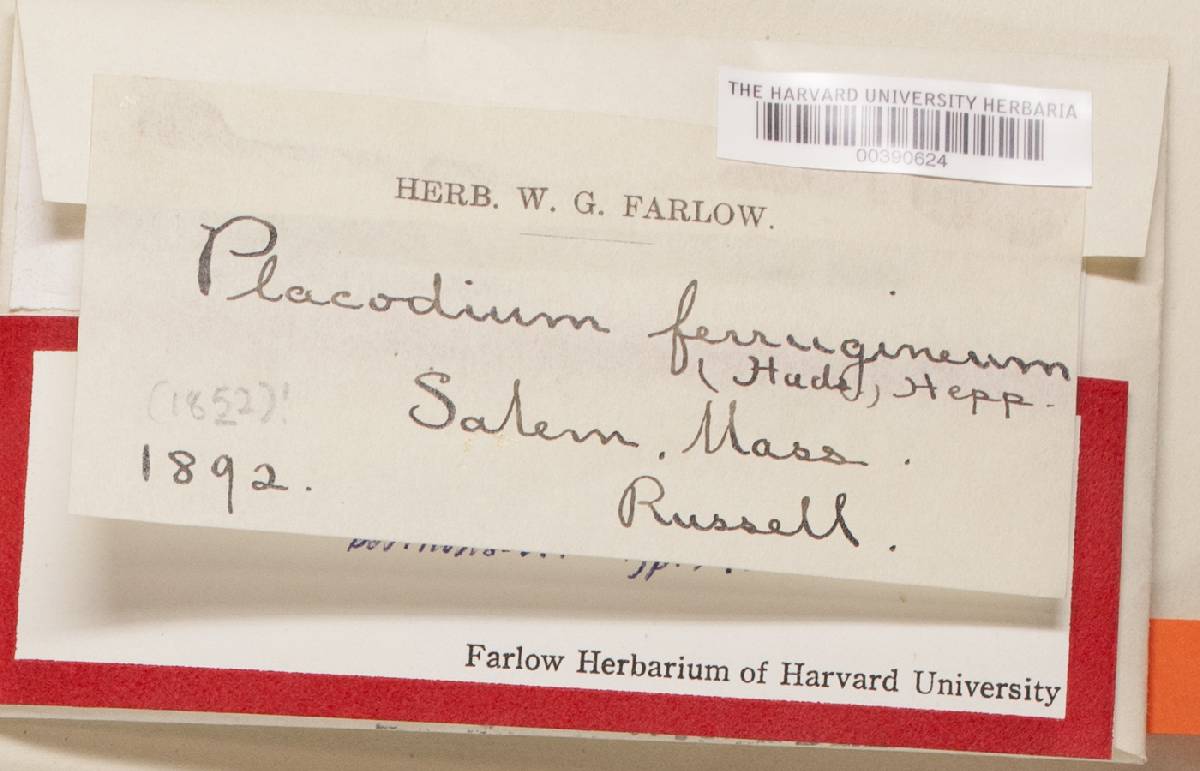 THE HARVARD UNIVERSITY HERBARIA
00390624
HERB. W. G. FARLOW.
Placodium ferrugineum
(Huds), Hepp.
(1852)!
Salem, Mass.
1892.
Russell.
Farlow Herbarium of Harvard University